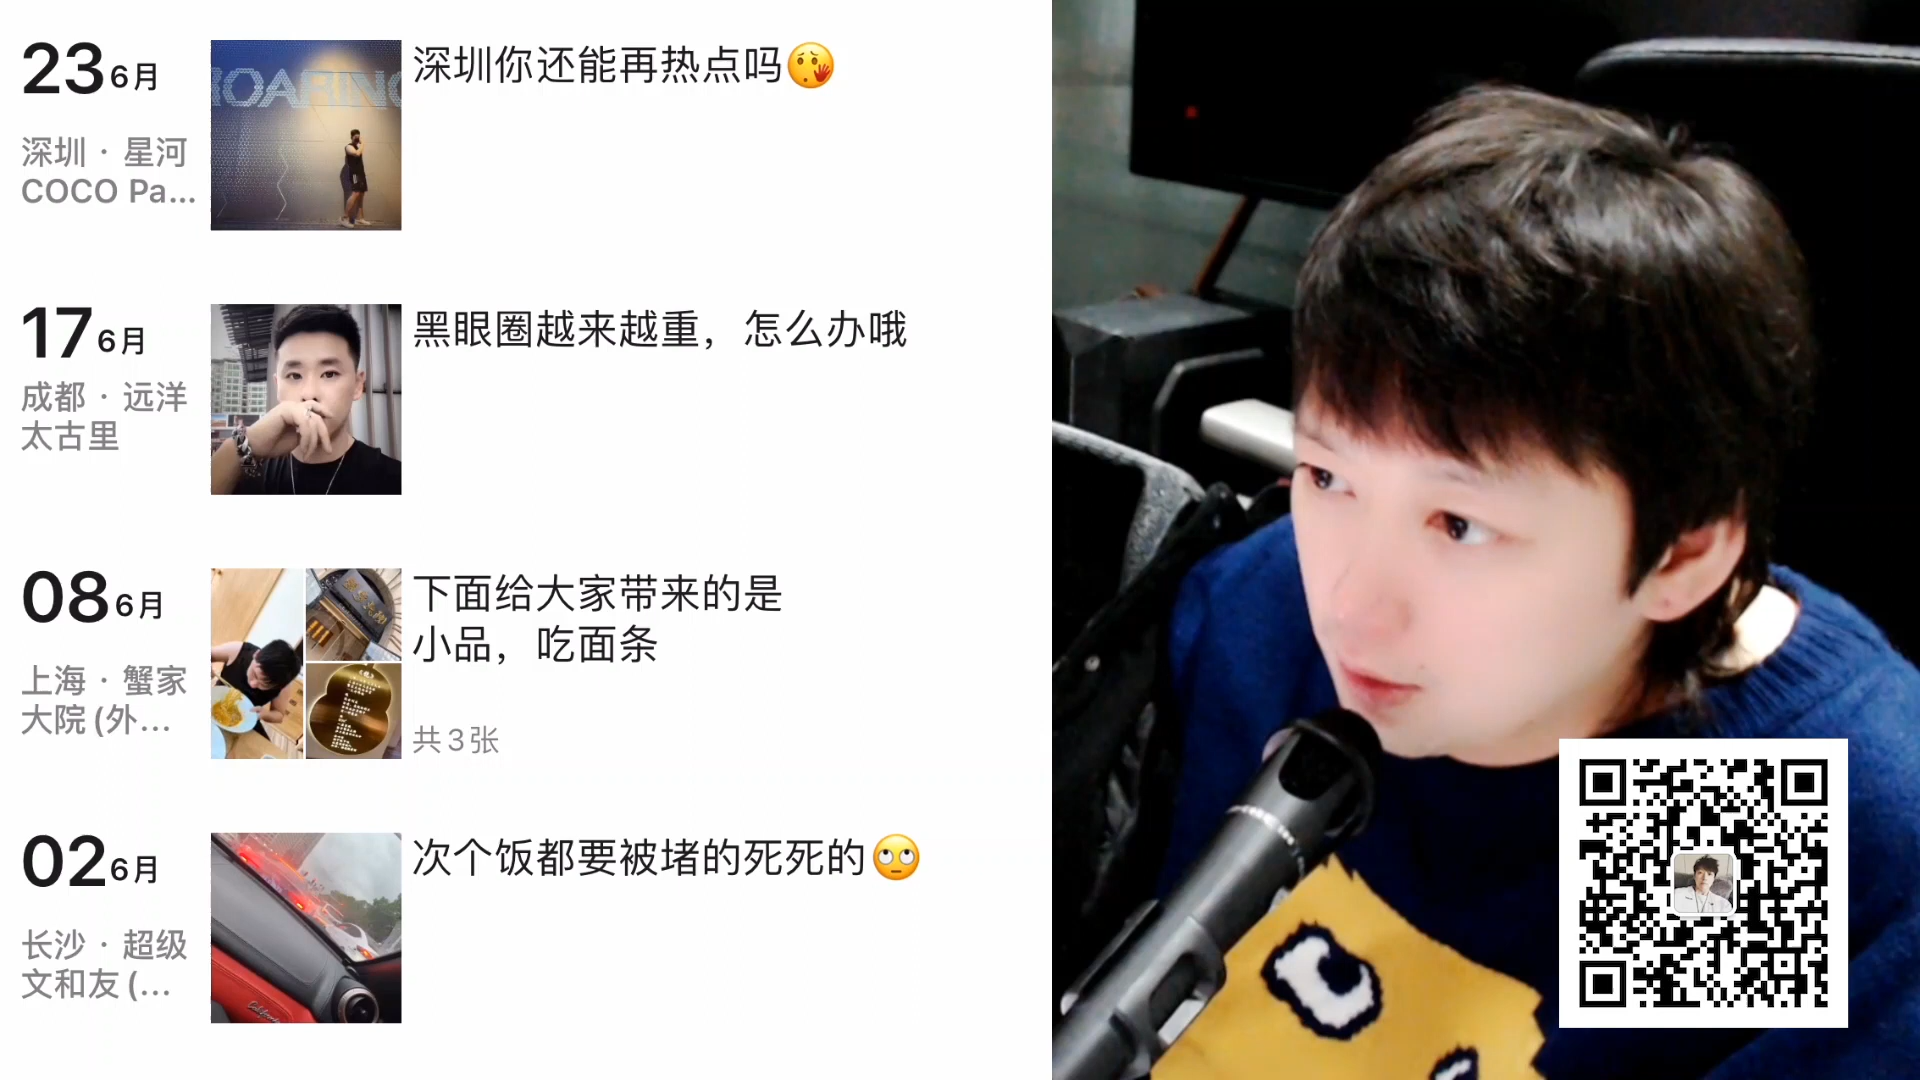 23 6月
深圳 · 星河
COCO Pa...
深圳你还能再热点吗🥱
17 6月
成都 · 远洋
太古里
黑眼圈越来越重，怎么办哦
08 6月
上海 · 蟹家
大院 (外...
下面给大家带来的是
小品，吃面条
共3张
02 6月
长沙 · 超级
文和友 (...
次个饭都要被堵的死死的🙄